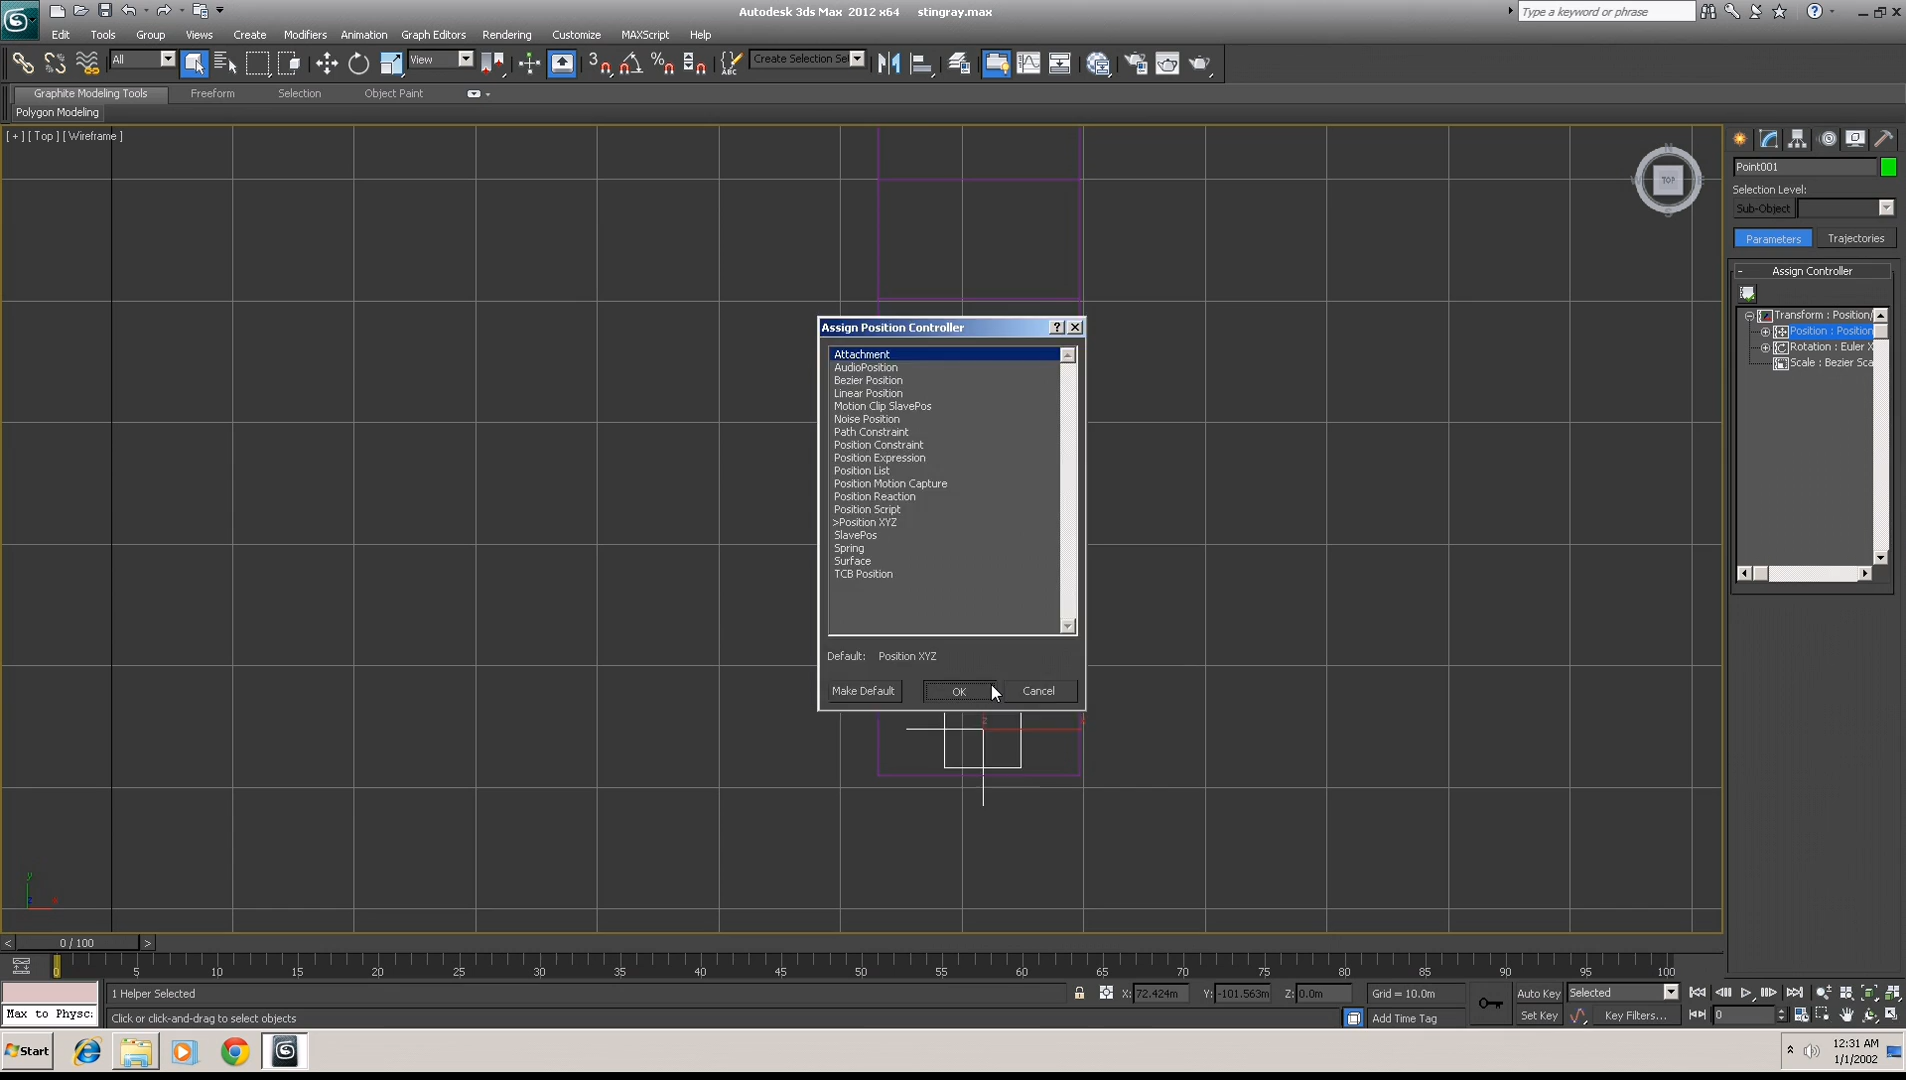 Autodesk 3ds Max 2012 x64 stingray.max
Type a keyword or phrase
Edit Tools Group Views Create Modifiers Animation Graph Editors Rendering Customize MAXScript Help
All
View
3
Create Selection Se
ABC
Graphite Modeling Tools Freeform Selection Object Paint
Polygon Modeling
[ + ] [ Top ] [ Wireframe ]
TOP
Point001
Selection Level:
Sub-Object
Parameters Trajectories
- Assign Controller
Transform : Position/
Position : Position
Rotation : Euler X
Scale : Bezier Sca
Assign Position Controller
Attachment
AudioPosition
Bezier Position
Linear Position
Motion Clip SlavePos
Noise Position
Path Constraint
Position Constraint
Position Expression
Position List
Position Motion Capture
Position Reaction
Position Script
>Position XYZ
SlavePos
Spring
Surface
TCB Position
Default: Position XYZ
Make Default OK Cancel
z x
y
z x
< 0 / 100 >
0 5 10 15 20 25 30 35 40 45 50 55 60 65 70 75 80 85 90 95 100
1 Helper Selected
X: 72.424m Y: -101.563m Z: 0.0m Grid = 10.0m
Auto Key Selected
Max to Physc:
Click or click-and-drag to select objects
Add Time Tag
Set Key Key Filters... 0
Start
12:31 AM
1/1/2002